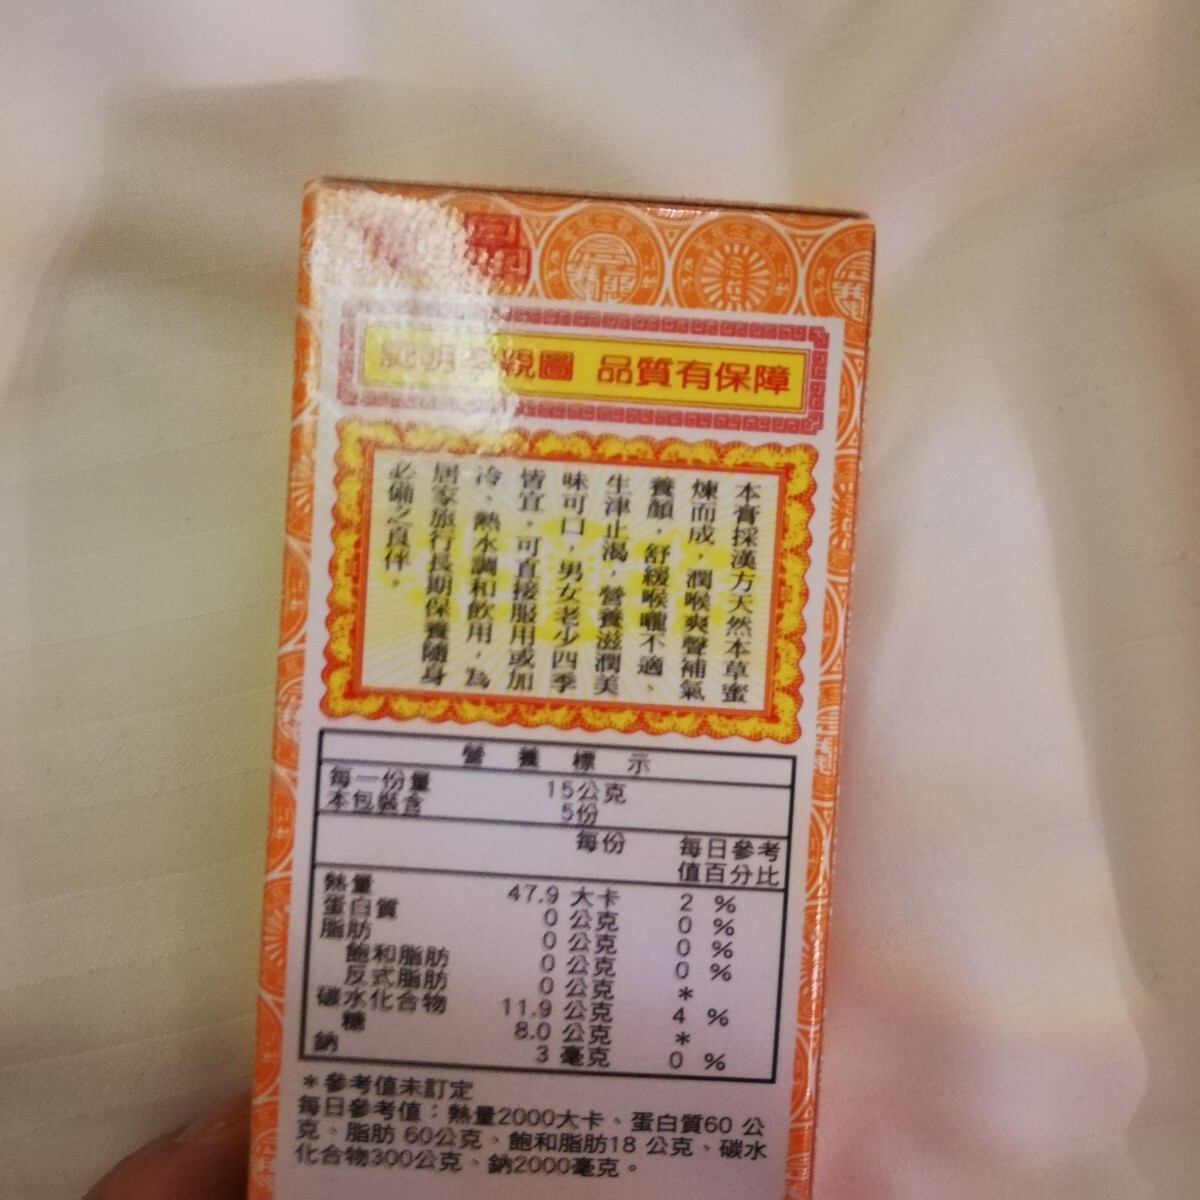 孝親圖 品質有保障
本膏採漢方天然本草蜜
煉而成，潤喉爽聲補氣
養顏，舒緩喉嚨不適、
生津止渴，營養滋潤美
味可口，男女老少四季
皆宜，可直接服用或加
冷、熱水調和飲用，為
居家旅行長期保養隨身
必備之良伴。
營養標示
每一份量 15公克
本包裝含 5份
每份 每日參考
值百分比
熱量 47.9 大卡 2 %
蛋白質 0 公克 0 %
脂肪 0 公克 0 %
飽和脂肪 0 公克 0 %
反式脂肪 0 公克 *
碳水化合物 11.9 公克 4 %
糖 8.0 公克 *
鈉 3 毫克 0 %
*參考值未訂定
每日參考值：熱量2000大卡、蛋白質60 公
克、脂肪 60公克、飽和脂肪18 公克、碳水
化合物300公克、鈉2000毫克。